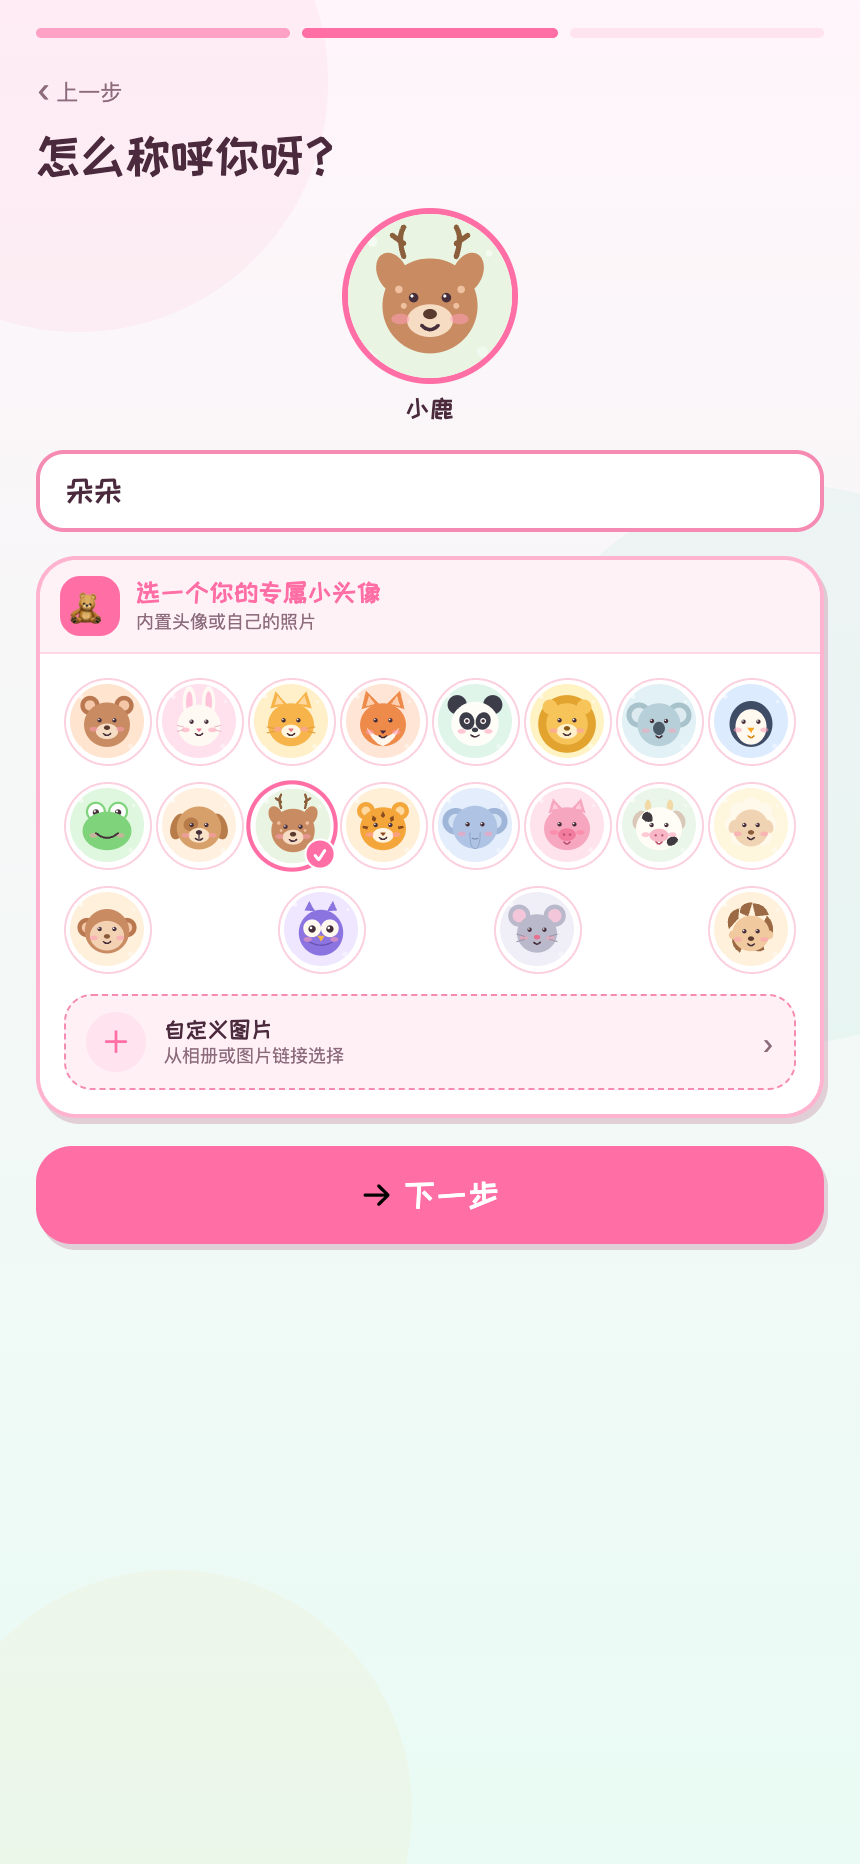 上一步
怎么称呼你呀?
小鹿
朵朵
选一个你的专属小头像
内置头像或自己的照片
自定义图片
从相册或图片链接选择
下一步